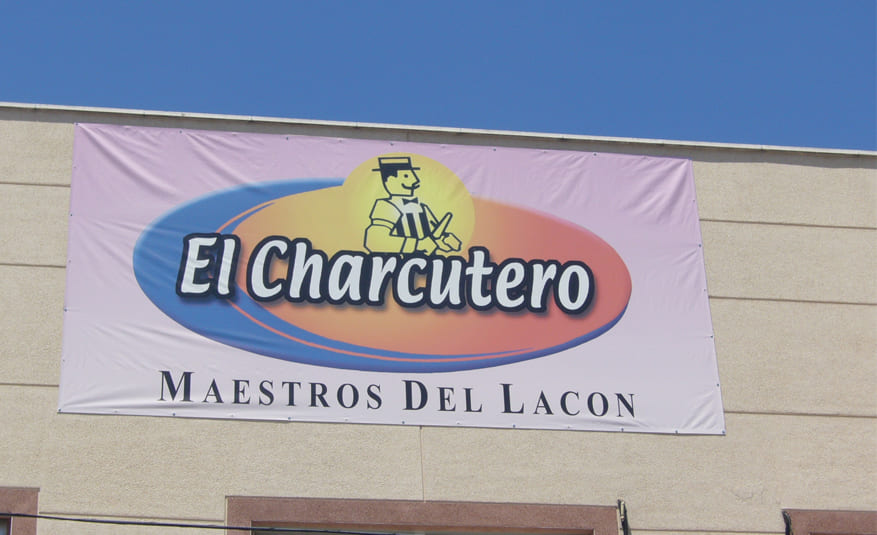 El Charcutero
MAESTROS DEL LACON